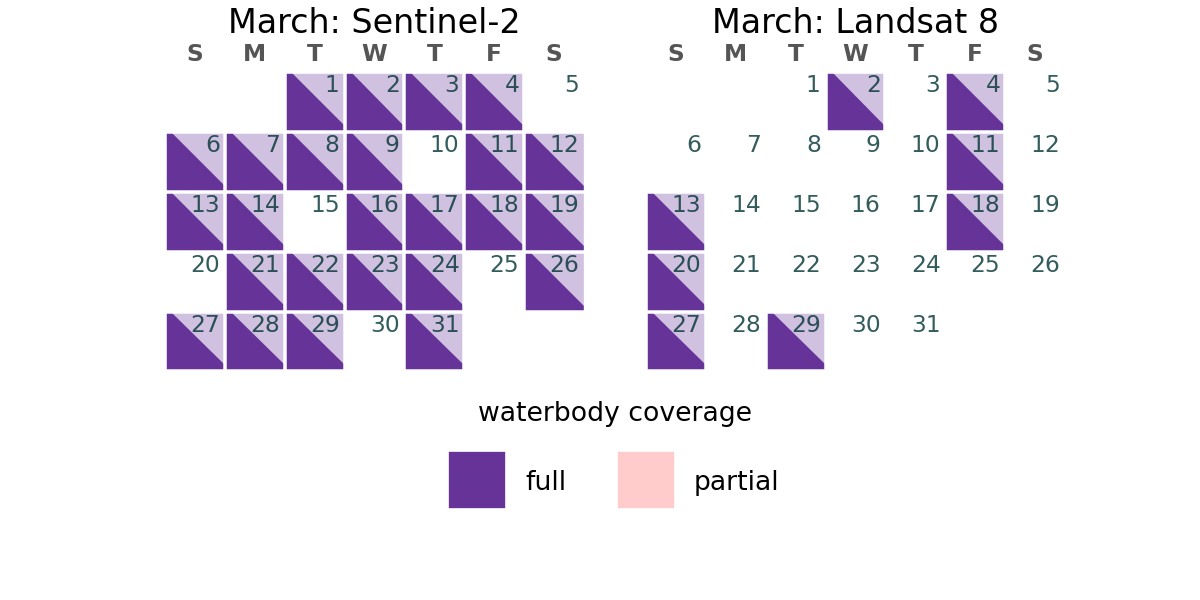 March: Sentinel-2
S M T W T F S
1 2 3 4 5
6 7 8 9 10 11 12
13 14 15 16 17 18 19
20 21 22 23 24 25 26
27 28 29 30 31
March: Landsat 8
S M T W T F S
1 2 3 4 5
6 7 8 9 10 11 12
13 14 15 16 17 18 19
20 21 22 23 24 25 26
27 28 29 30 31
waterbody coverage
full partial